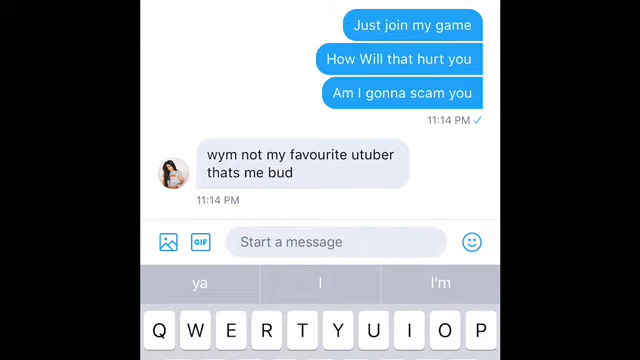 Just join my game
How Will that hurt you
Am I gonna scam you
11:14 PM ✓
wym not my favourite utuber
thats me bud
11:14 PM
GIF
Start a message
ya I I'm
Q W E R T Y U I O P